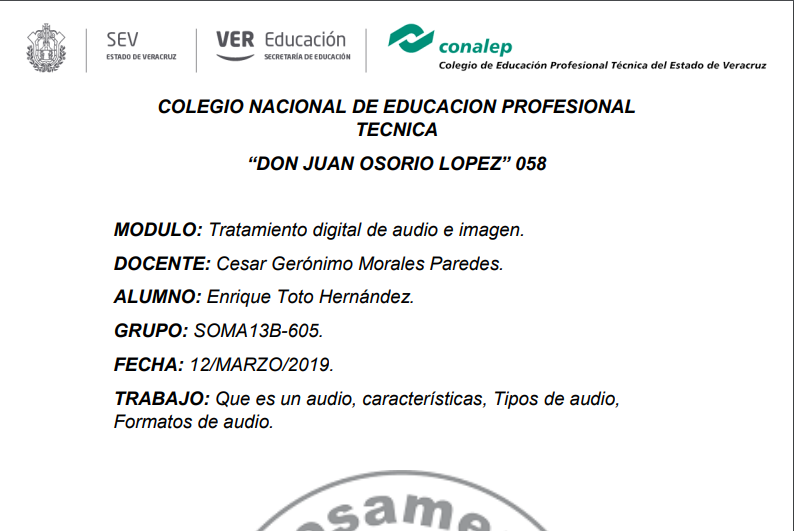 SEV
ESTADO DE VERACRUZ
VER Educación
SECRETARÍA DE EDUCACIÓN
conalep
Colegio de Educación Profesional Técnica del Estado de Veracruz
COLEGIO NACIONAL DE EDUCACION PROFESIONAL
TECNICA
“DON JUAN OSORIO LOPEZ” 058
MODULO: Tratamiento digital de audio e imagen.
DOCENTE: Cesar Gerónimo Morales Paredes.
ALUMNO: Enrique Toto Hernández.
GRUPO: SOMA13B-605.
FECHA: 12/MARZO/2019.
TRABAJO: Que es un audio, características, Tipos de audio,
Formatos de audio.